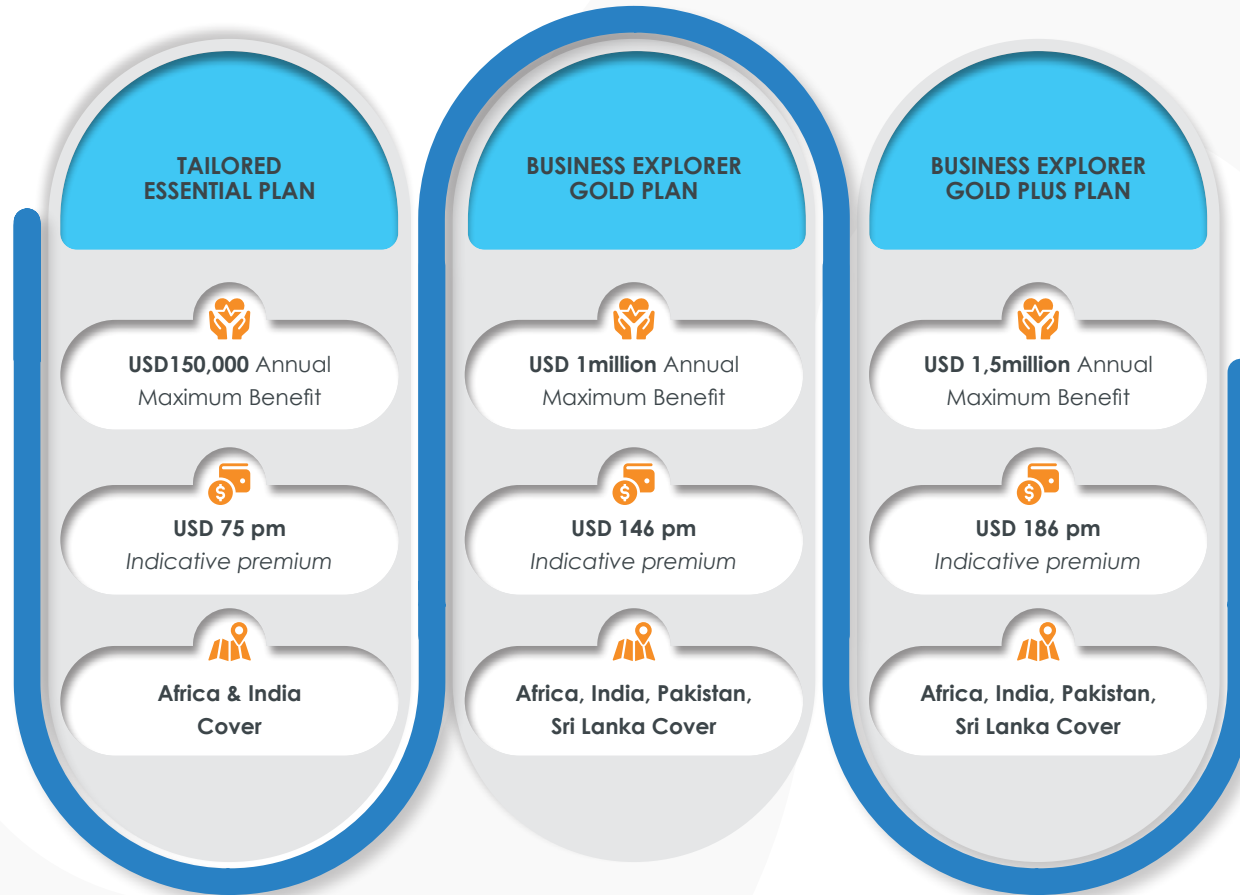 TAILORED
ESSENTIAL PLAN
USD150,000 Annual
Maximum Benefit
USD 75 pm
Indicative premium
Africa & India
Cover
BUSINESS EXPLORER
GOLD PLAN
USD 1million Annual
Maximum Benefit
USD 146 pm
Indicative premium
Africa, India, Pakistan,
Sri Lanka Cover
BUSINESS EXPLORER
GOLD PLUS PLAN
USD 1,5million Annual
Maximum Benefit
USD 186 pm
Indicative premium
Africa, India, Pakistan,
Sri Lanka Cover